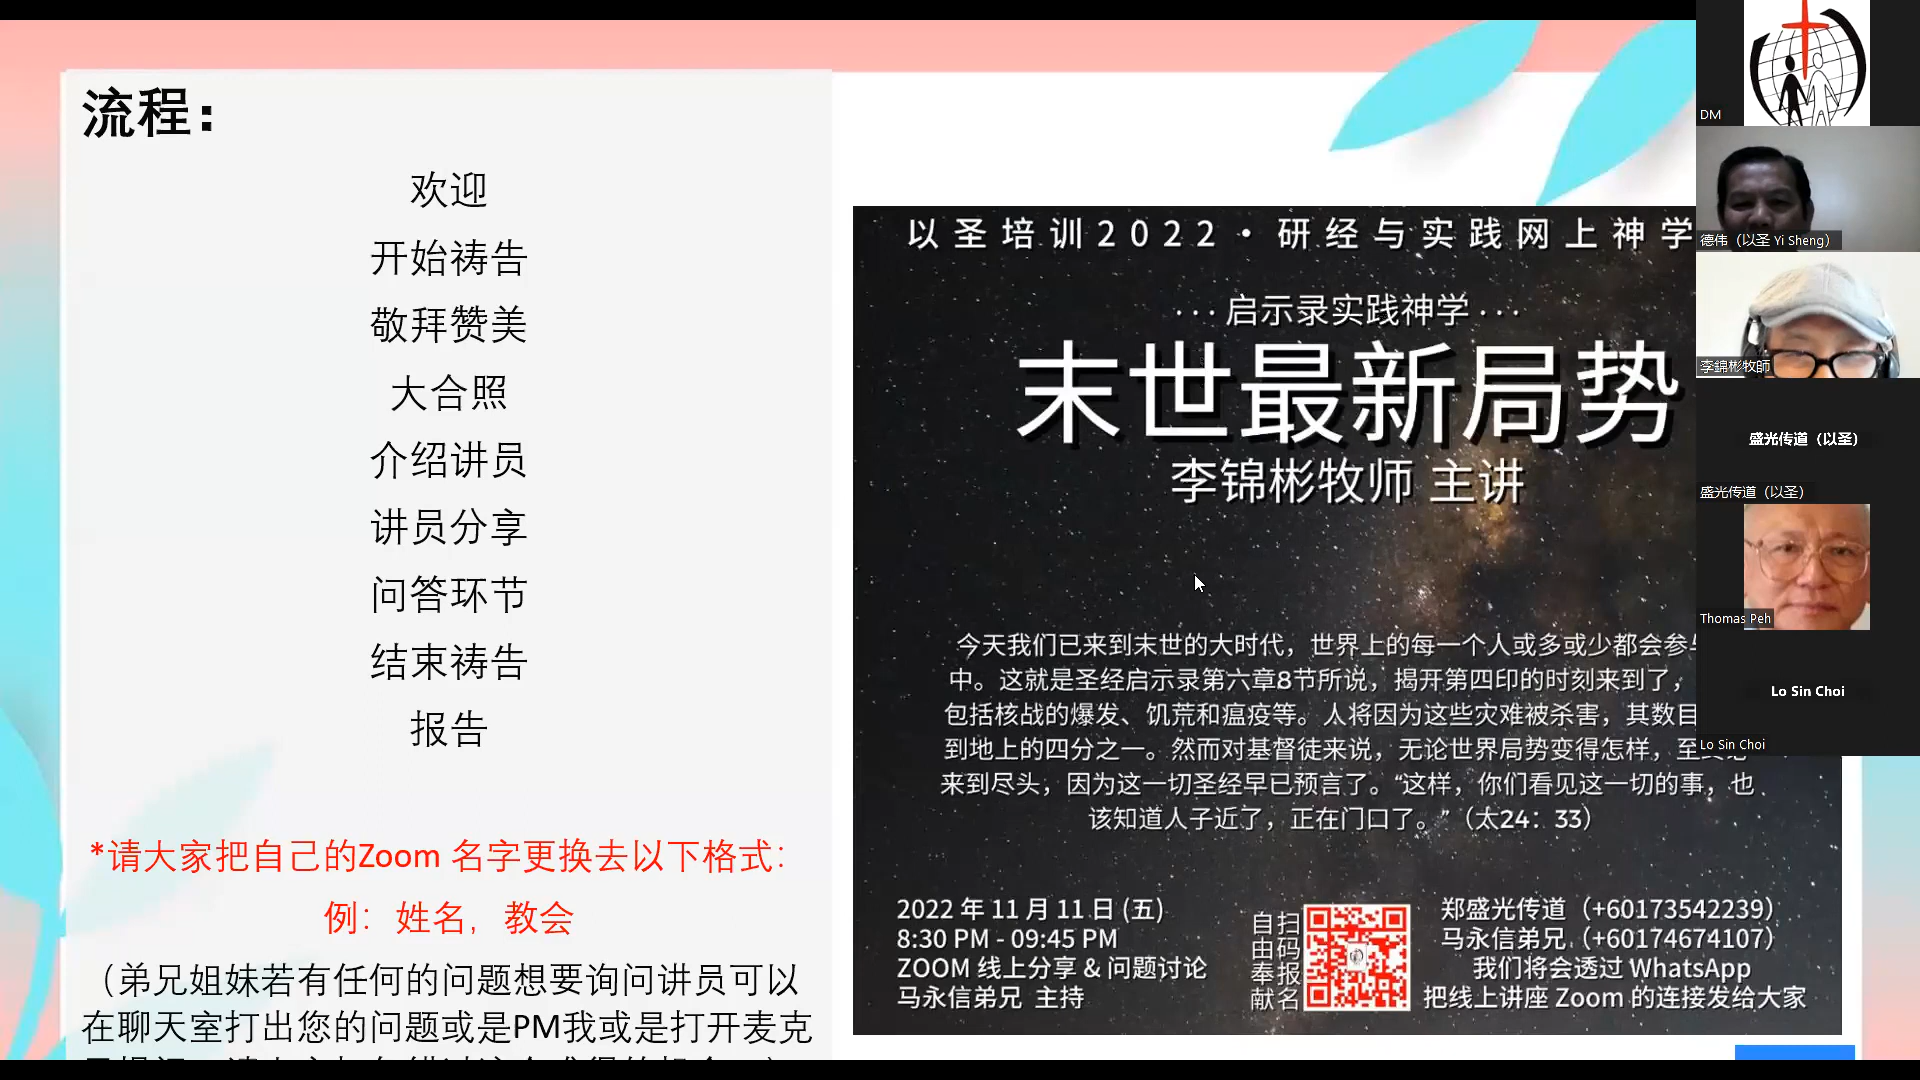 流程：
欢迎
开始祷告
敬拜赞美
大合照
介绍讲员
讲员分享
问答环节
结束祷告
报告
*请大家把自己的Zoom 名字更换去以下格式：
例：姓名，教会
（弟兄姐妹若有任何的问题想要询问讲员可以
在聊天室打出您的问题或是PM我或是打开麦克
以圣培训2022·研经与实践网上神学
···启示录实践神学···
末世最新局势
李锦彬牧师 主讲
今天我们已来到末世的大时代，世界上的每一个人或多或少都会参与
中。这就是圣经启示录第六章8节所说，揭开第四印的时刻来到了，
包括核战的爆发、饥荒和瘟疫等。人将因为这些灾难被杀害，其数目
到地上的四分之一。然而对基督徒来说，无论世界局势变得怎样，
来到尽头，因为这一切圣经早已预言了。“这样，你们看见这一切的事，也
该知道人子近了，正在门口了。”（太24：33）
2022 年 11 月 11 日 (五)
8:30 PM - 09:45 PM
ZOOM 线上分享 & 问题讨论
马永信弟兄 主持
自由奉献
扫码报名
郑盛光传道（+60173542239）
马永信弟兄（+60174674107）
我们将会透过 WhatsApp
把线上讲座 Zoom 的连接发给大家
DM
德伟（以圣 Yi Sheng）
李錦彬牧師
盛光传道（以圣）
盛光传道（以圣）
Thomas Peh
Lo Sin Choi
Lo Sin Choi